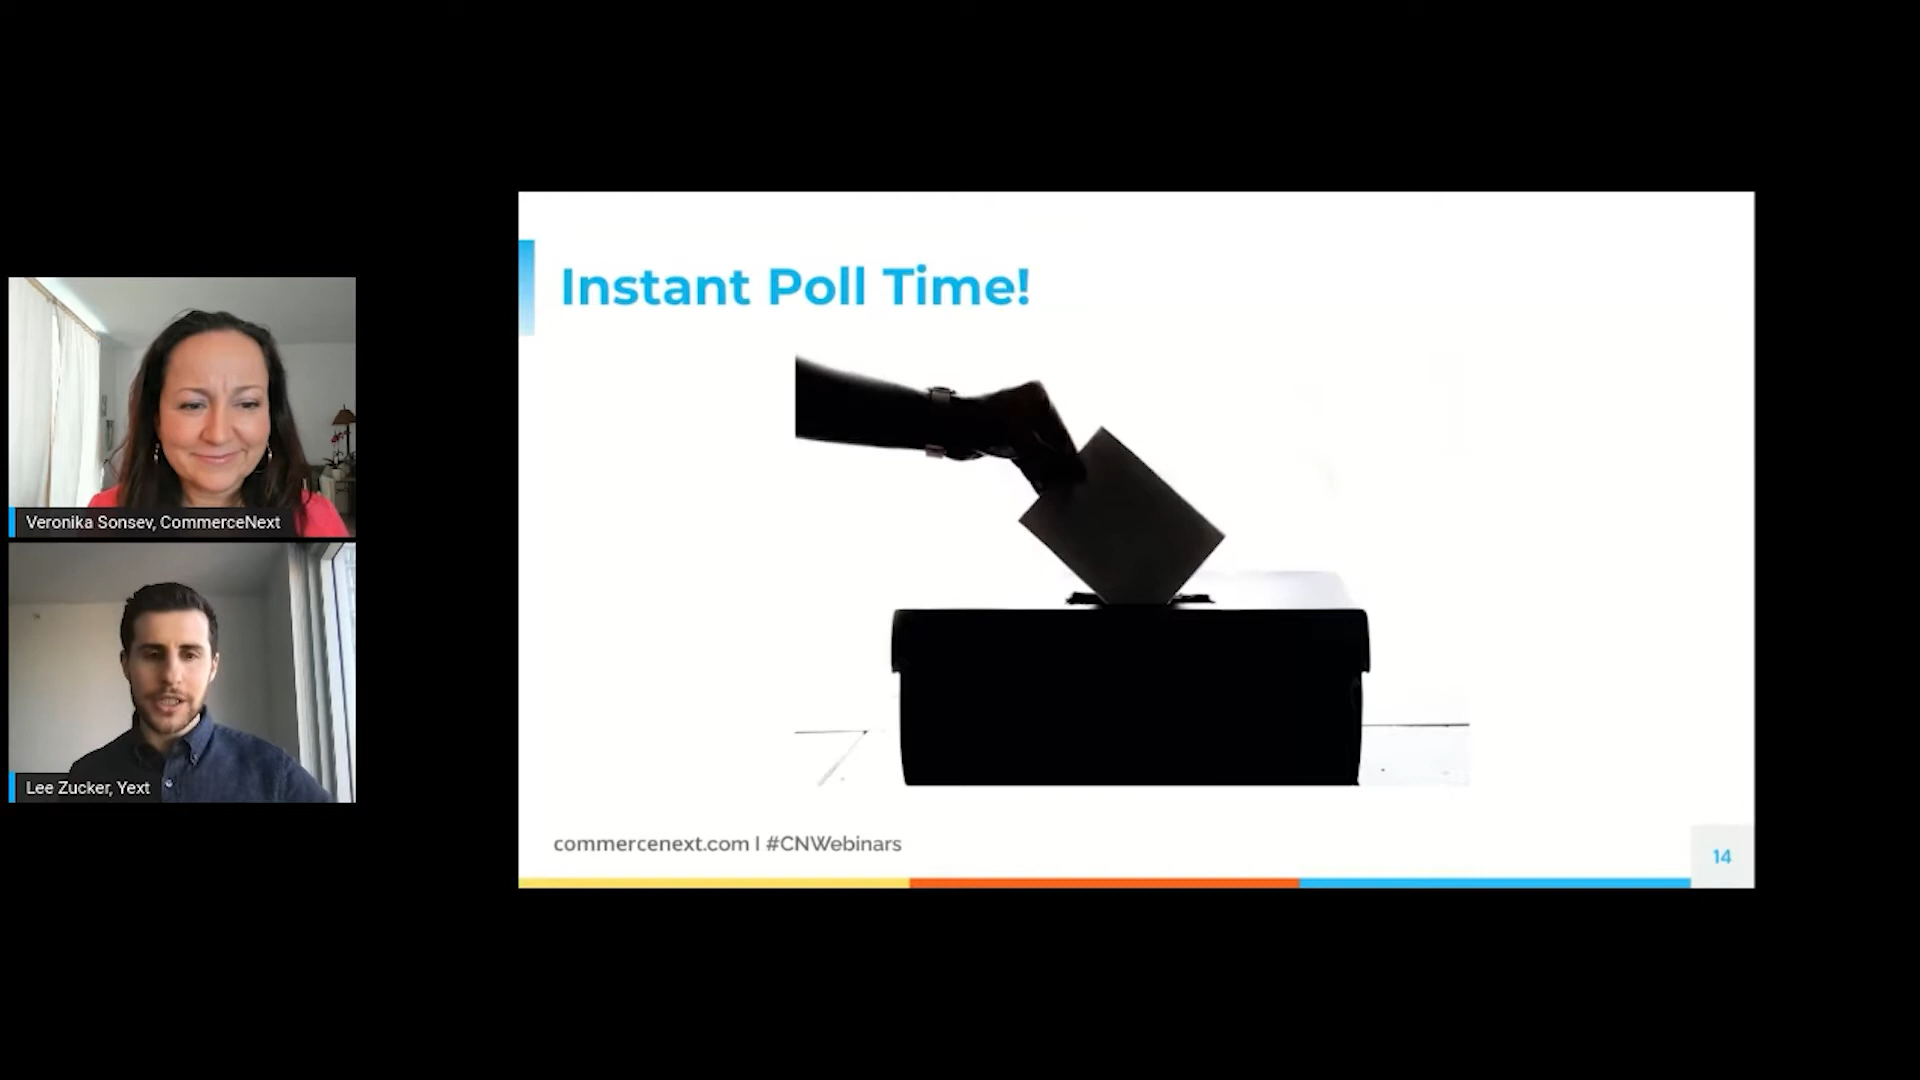 Instant Poll Time!
Veronika Sonsev, CommerceNext
Lee Zucker, Yext
commercenext.com | #CNWebinars
14